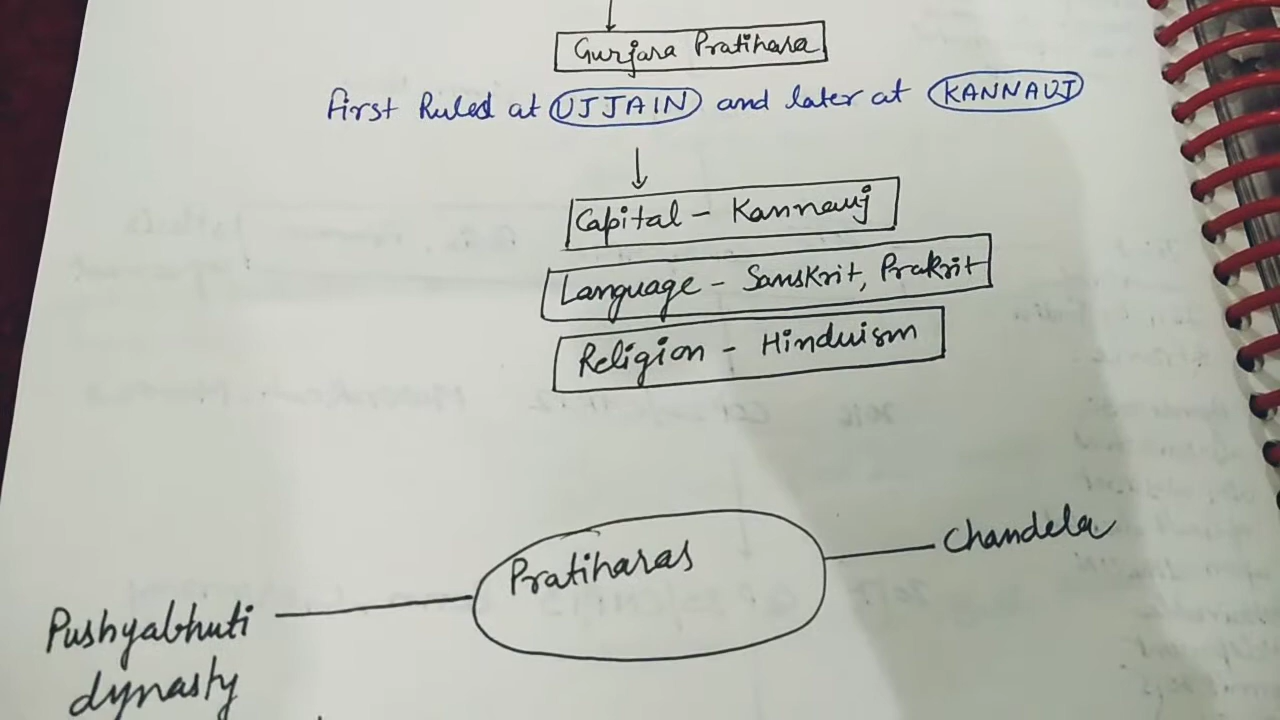 Gurjara Pratihara
First Ruled at UJJAIN and later at KANNAUJ
Capital - Kannauj
Language - Sanskrit, Prakrit
Religion - Hinduism
Pratiharas
Chandela
Pushyabhuti
dynasty